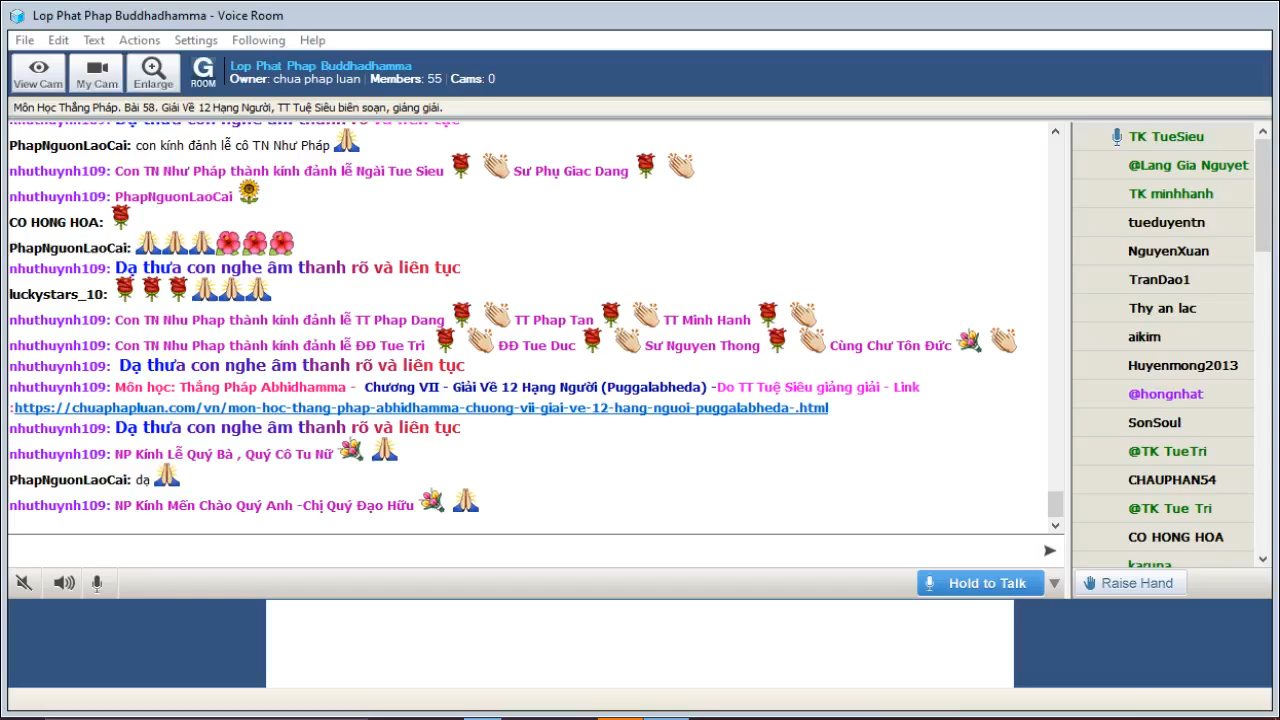 Lop Phat Phap Buddhadhamma - Voice Room
File Edit Text Actions Settings Following Help
View Cam My Cam Enlarge G ROOM
Lop Phat Phap Buddhadhamma
Owner: chua phap luan | Members: 55 | Cams: 0
Môn Học Thắng Pháp. Bài 58. Giải Về 12 Hạng Người, TT Tuệ Siêu biên soạn, giảng giải.
nhuthuynh109: Dạ thưa con nghe âm thanh rõ và liên tục
PhapNguonLaoCai: con kính đảnh lễ cô TN Như Pháp
nhuthuynh109: Con TN Như Pháp thành kính đảnh lễ Ngài Tue Sieu Sư Phụ Giac Dang
nhuthuynh109: PhapNguonLaoCai
CO HONG HOA:
PhapNguonLaoCai:
nhuthuynh109: Dạ thưa con nghe âm thanh rõ và liên tục
luckystars_10:
nhuthuynh109: Con TN Nhu Phap thành kính đảnh lễ TT Phap Dang TT Phap Tan TT Minh Hanh
nhuthuynh109: Con TN Nhu Phap thành kính đảnh lễ ĐĐ Tue Tri ĐĐ Tue Duc Sư Nguyen Thong Cùng Chư Tôn Đức
nhuthuynh109: Dạ thưa con nghe âm thanh rõ và liên tục
nhuthuynh109: Môn học: Thắng Pháp Abhidhamma - Chương VII - Giải Về 12 Hạng Người (Puggalabheda) -Do TT Tuệ Siêu giảng giải - Link
:https://chuaphapluan.com/vn/mon-hoc-thang-phap-abhidhamma-chuong-vii-giai-ve-12-hang-nguoi-puggalabheda-.html
nhuthuynh109: Dạ thưa con nghe âm thanh rõ và liên tục
nhuthuynh109: NP Kính Lễ Quý Bà , Quý Cô Tu Nữ
PhapNguonLaoCai: dạ
nhuthuynh109: NP Kính Mến Chào Quý Anh -Chị Quý Đạo Hữu
TK TueSieu
@Lang Gia Nguyet
TK minhhanh
tueduyentn
NguyenXuan
TranDao1
Thy an lac
aikim
Huyenmong2013
@hongnhat
SonSoul
@TK TueTri
CHAUPHAN54
@TK Tue Tri
CO HONG HOA
karuna
Hold to Talk
Raise Hand